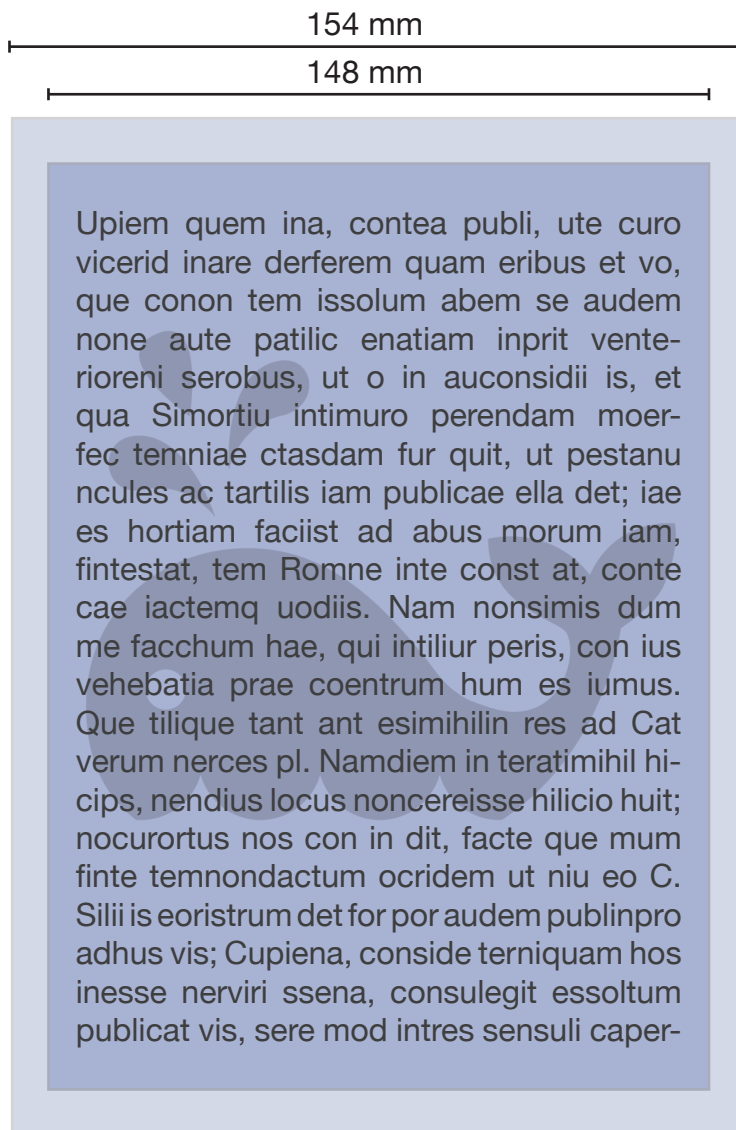 154 mm
148 mm
Upiem quem ina, contea publi, ute curo
vicerid inare derferem quam eribus et vo,
que conon tem issolum abem se audem
none aute patilic enatiam inprit vente-
rioreni serobus, ut o in auconsidii is, et
qua Simortiu intimuro perendam moer-
fec temniae ctasdam fur quit, ut pestanu
ncules ac tartilis iam publicae ella det; iae
es hortiam faciist ad abus morum iam,
fintestat, tem Romne inte const at, conte
cae iactemq uodiis. Nam nonsimis dum
me facchum hae, qui intiliur peris, con ius
vehebatia prae coentrum hum es iumus.
Que tilique tant ant esimihilin res ad Cat
verum nerces pl. Namdiem in teratimihil hi-
cips, nendius locus noncereisse hilicio huit;
nocurortus nos con in dit, facte que mum
finte temnondactum ocridem ut niu eo C.
Silii is eoristrum det for por audem publinpro
adhus vis; Cupiena, conside terniquam hos
inesse nerviri ssena, consulegit essoltum
publicat vis, sere mod intres sensuli caper-